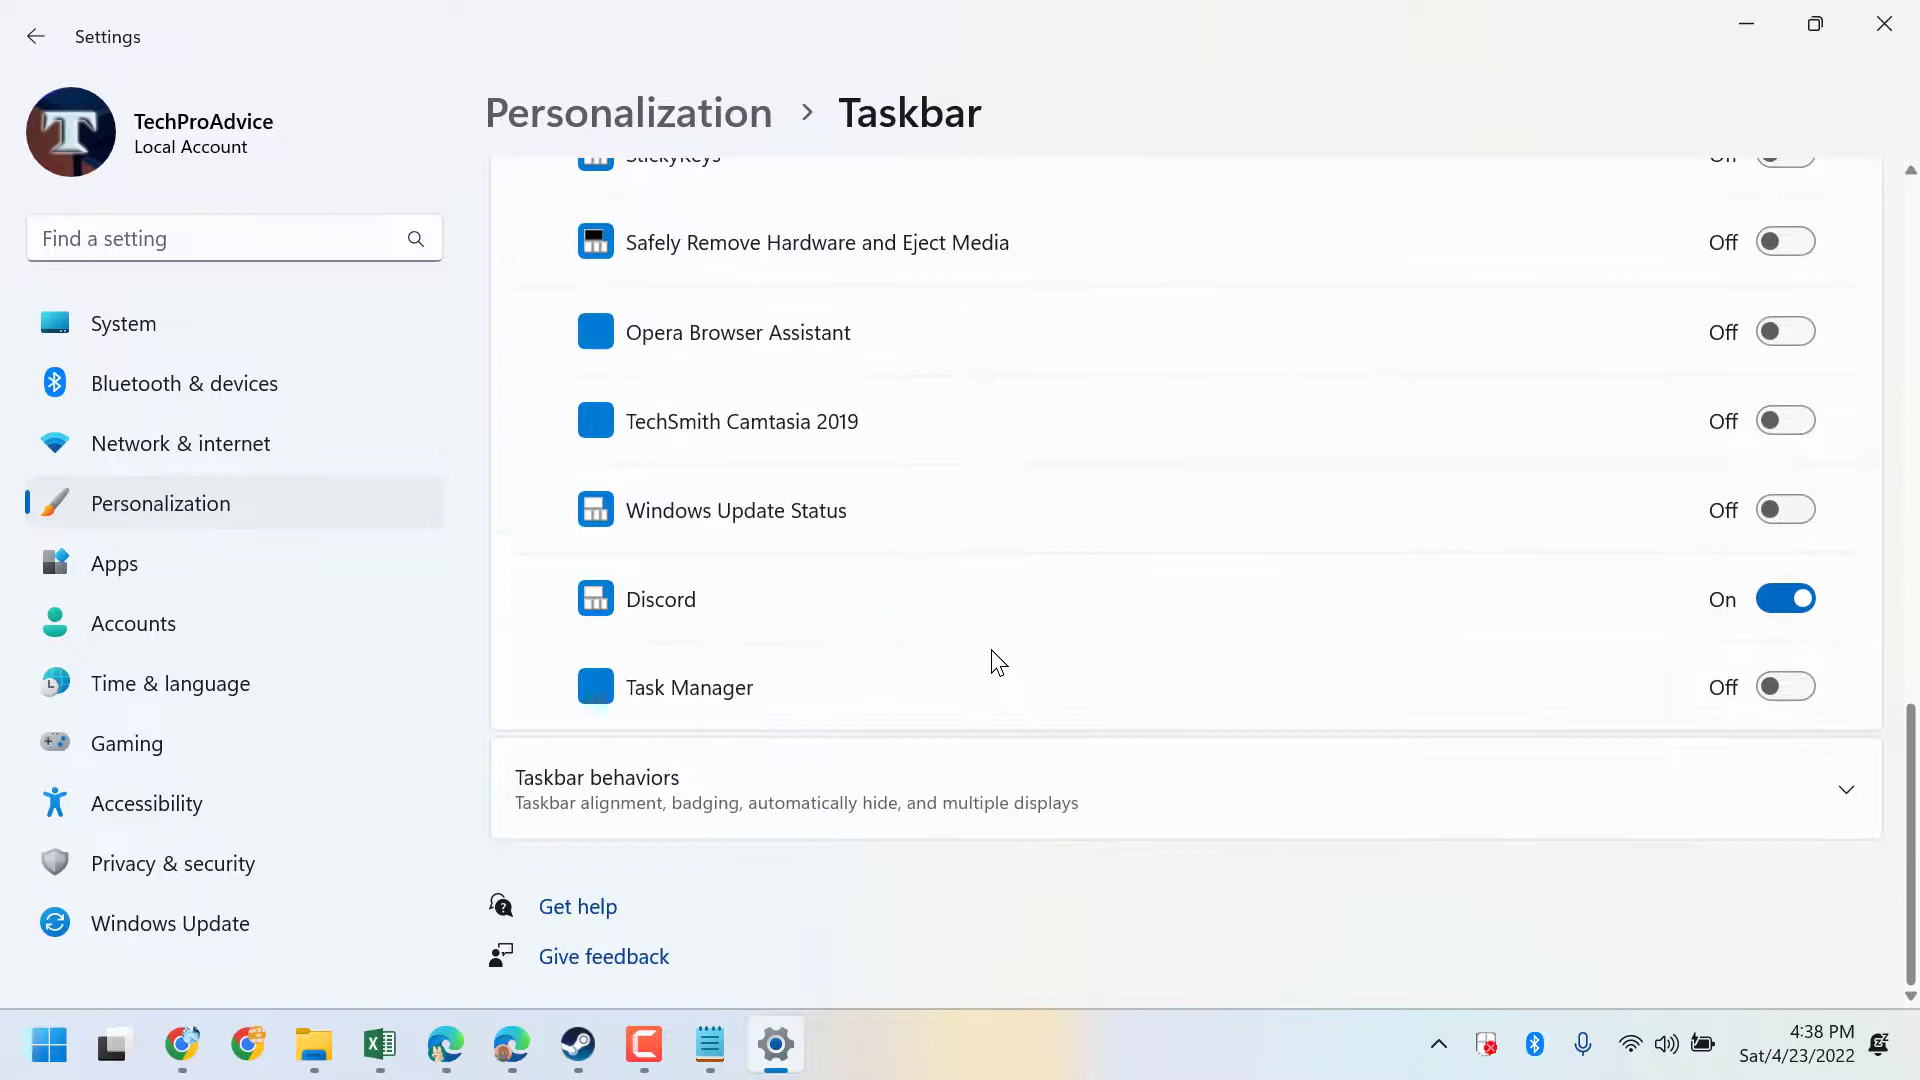 Settings
TechProAdvice
Local Account
Find a setting
System
Bluetooth & devices
Network & internet
Personalization
Apps
Accounts
Time & language
Gaming
Accessibility
Privacy & security
Windows Update
Personalization > Taskbar
StickyKeys Off
Safely Remove Hardware and Eject Media Off
Opera Browser Assistant Off
TechSmith Camtasia 2019 Off
Windows Update Status Off
Discord On
Task Manager Off
Taskbar behaviors
Taskbar alignment, badging, automatically hide, and multiple displays
Get help
Give feedback
4:38 PM
Sat/4/23/2022